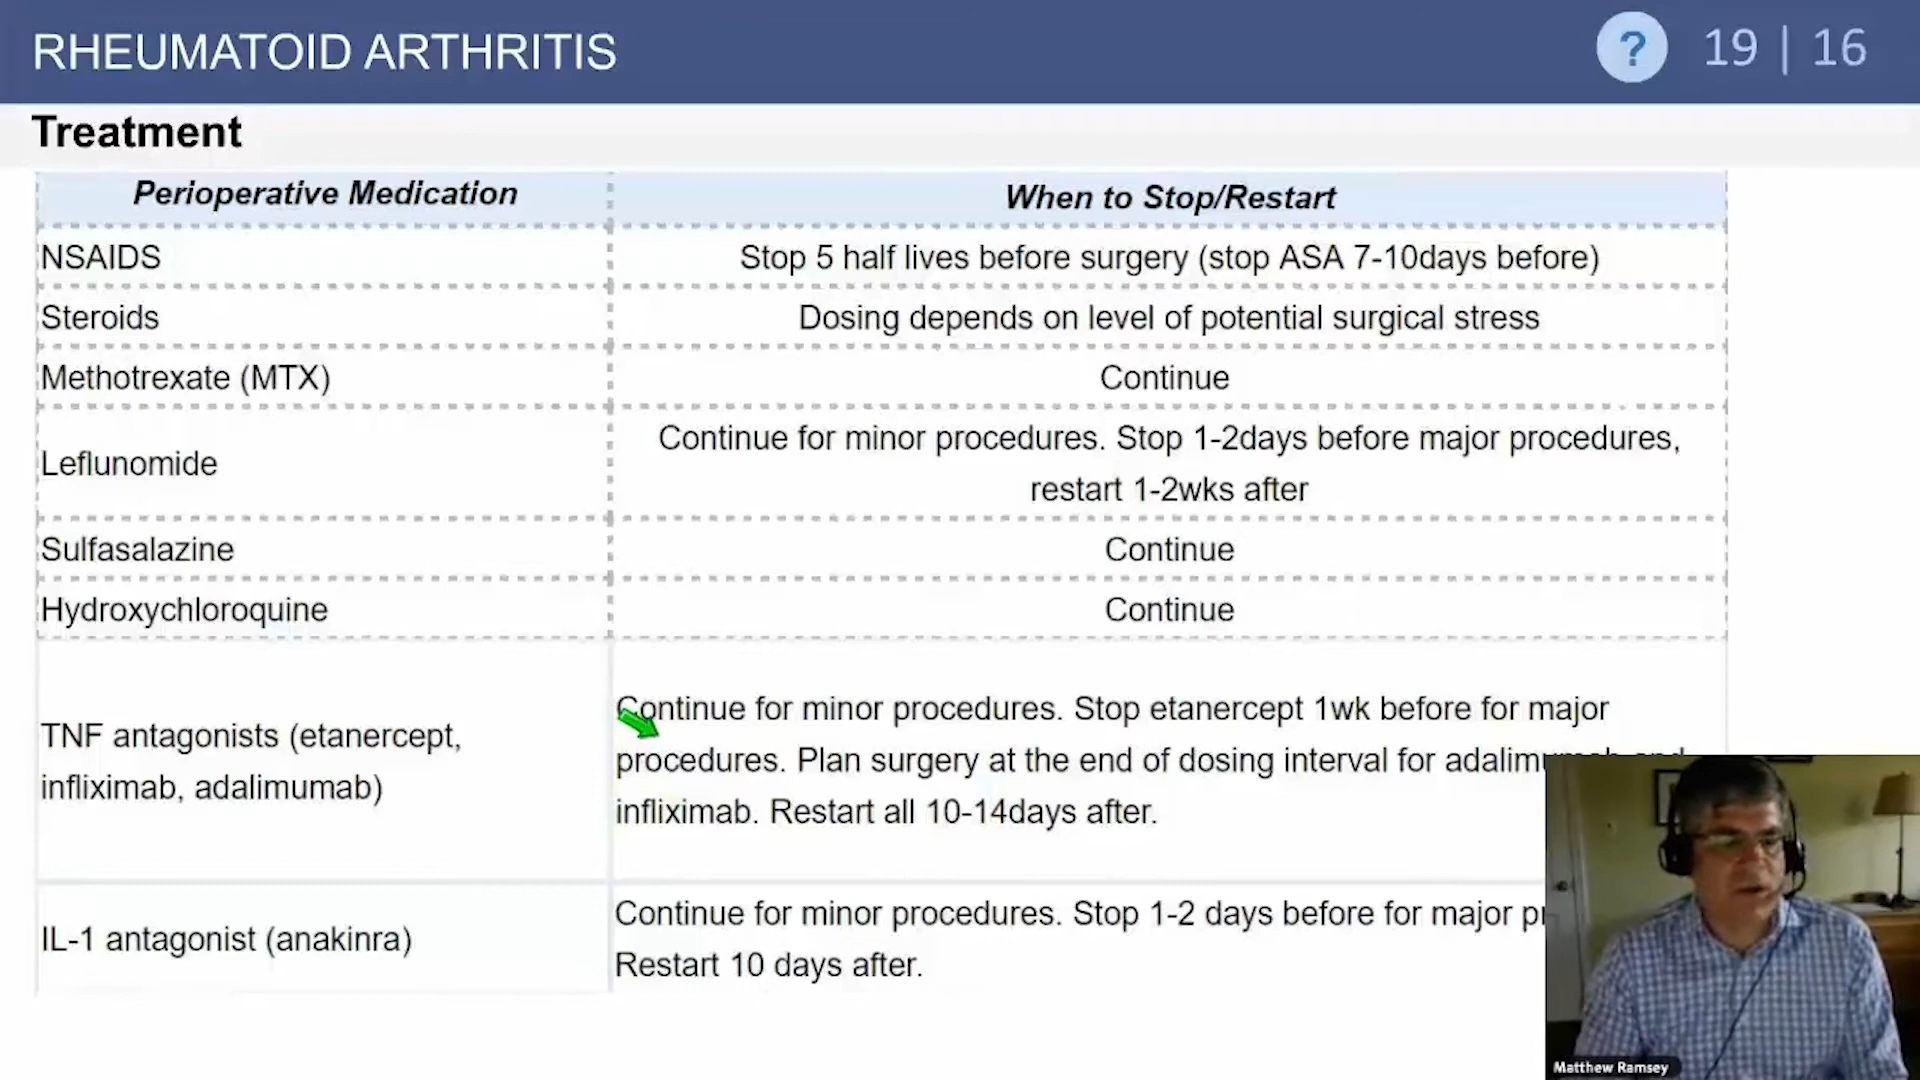 RHEUMATOID ARTHRITIS
? 19 | 16
Treatment
Perioperative Medication
When to Stop/Restart
NSAIDS
Stop 5 half lives before surgery (stop ASA 7-10days before)
Steroids
Dosing depends on level of potential surgical stress
Methotrexate (MTX)
Continue
Leflunomide
Continue for minor procedures. Stop 1-2days before major procedures,
restart 1-2wks after
Sulfasalazine
Continue
Hydroxychloroquine
Continue
TNF antagonists (etanercept,
infliximab, adalimumab)
Continue for minor procedures. Stop etanercept 1wk before for major
procedures. Plan surgery at the end of dosing interval for adalimumab and
infliximab. Restart all 10-14days after.
IL-1 antagonist (anakinra)
Continue for minor procedures. Stop 1-2 days before for major
Restart 10 days after.
Matthew Ramsey